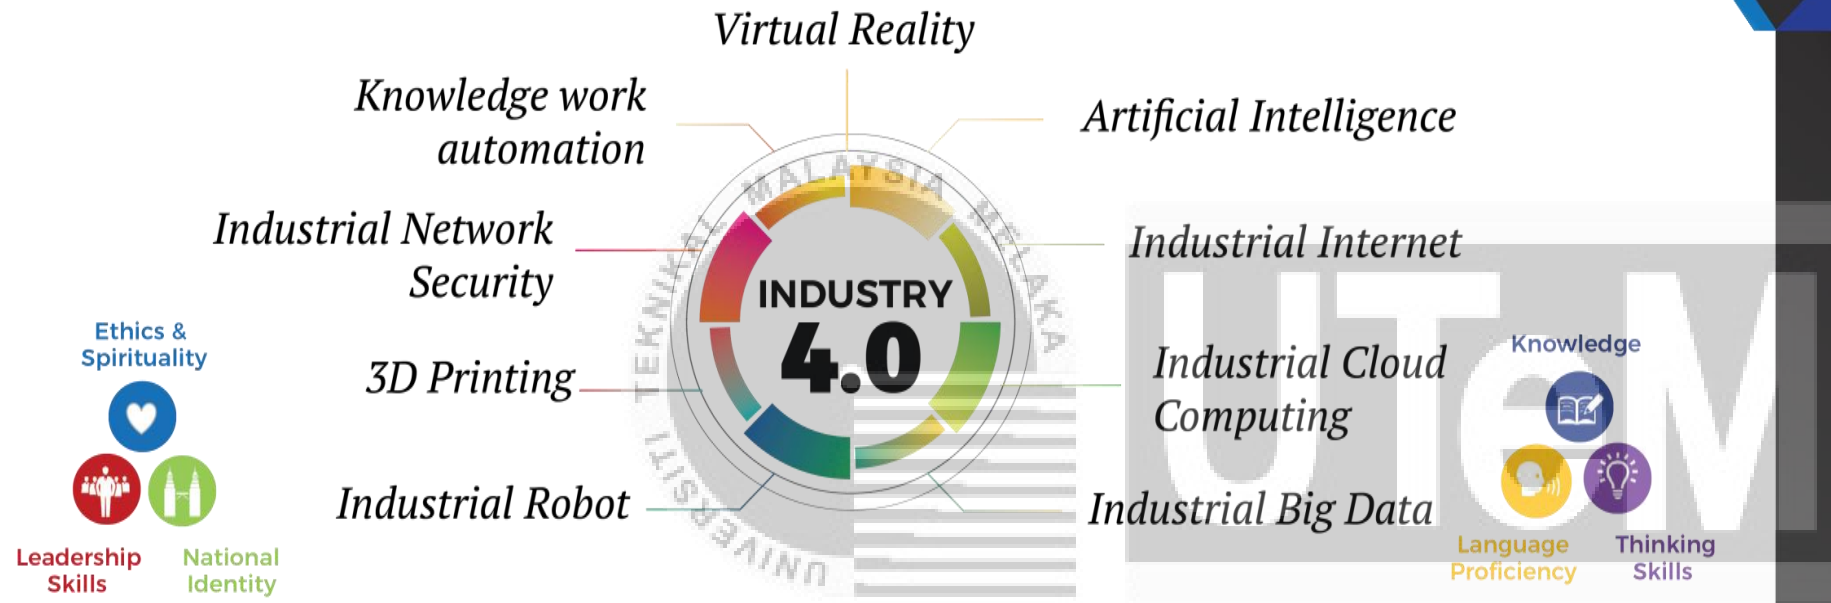 Virtual Reality
Knowledge work
automation
Artificial Intelligence
Industrial Network
Security
Industrial Internet
INDUSTRY
4.0
3D Printing
Industrial Cloud
Computing
Industrial Robot
Industrial Big Data
Ethics &
Spirituality
Leadership
Skills
National
Identity
Knowledge
Language
Proficiency
Thinking
Skills
UNIVERSITI TEKNIKAL MALAYSIA MELAKA
UTeM